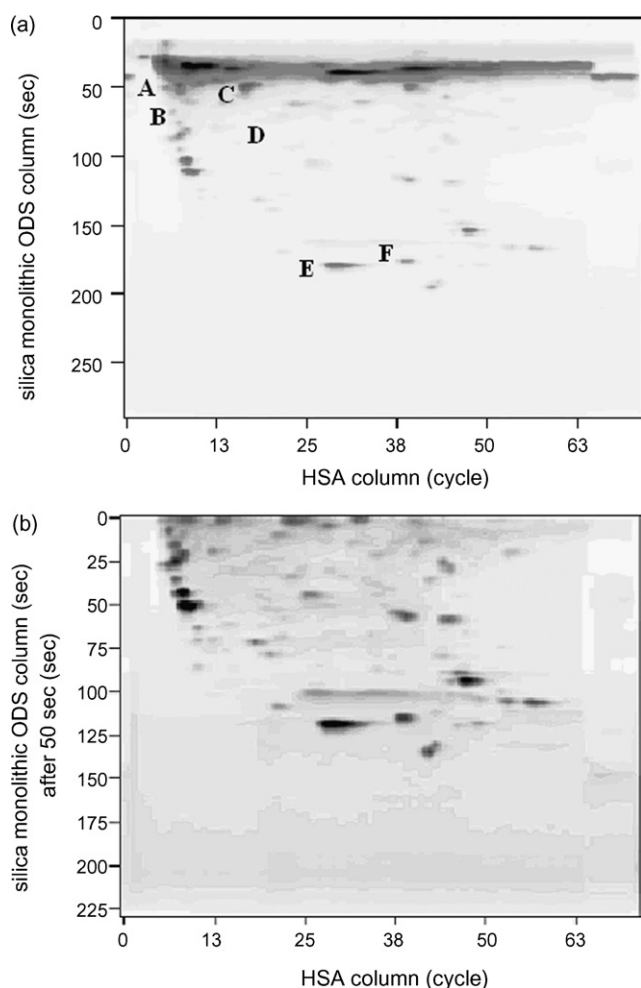 (a)
silica monolithic ODS column (sec)
0
50
100
150
200
250
A
B
C
D
E
F
0 13 25 38 50 63
HSA column (cycle)
(b)
silica monolithic ODS column (sec)
after 50 sec (sec)
0
25
50
75
100
125
150
175
200
225
0 13 25 38 50 63
HSA column (cycle)